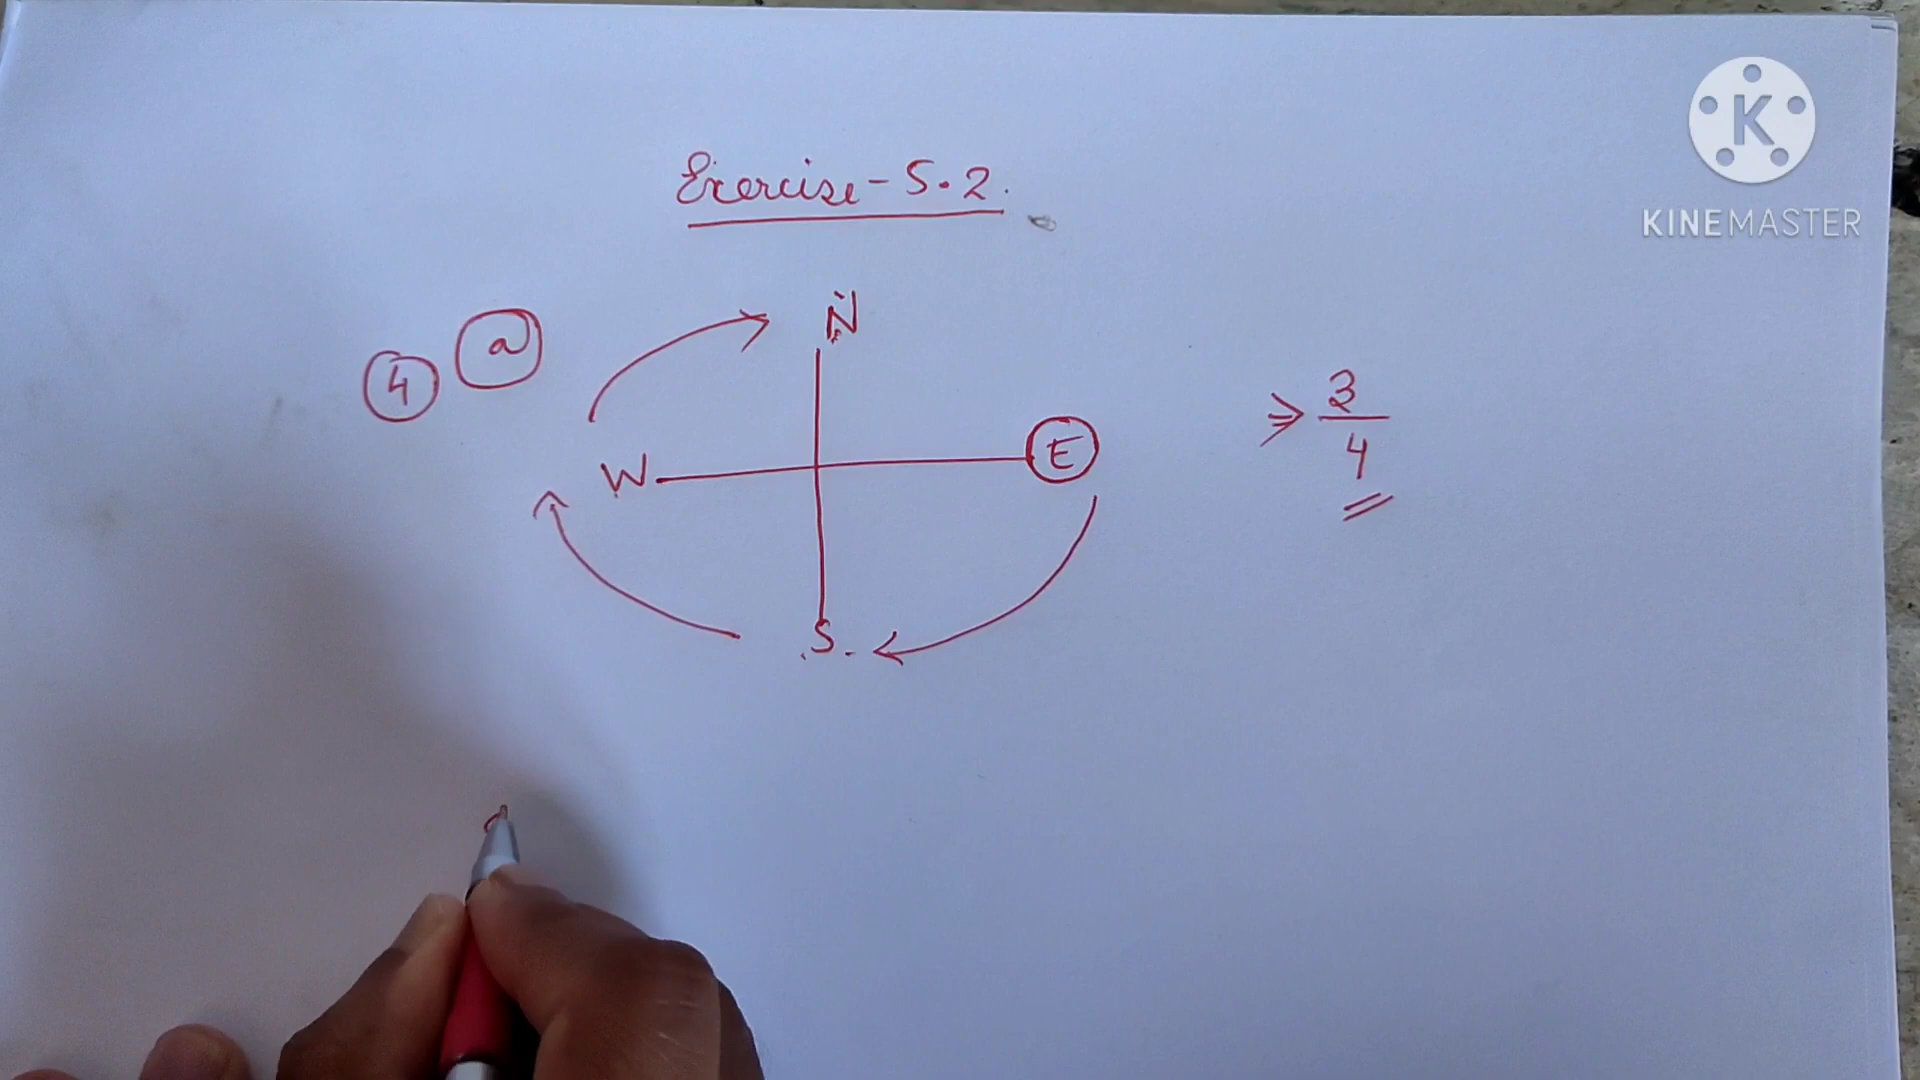 Exercise - 5.2.
4 a
N
W E
S
⇒ 3/4
K
KINEMASTER